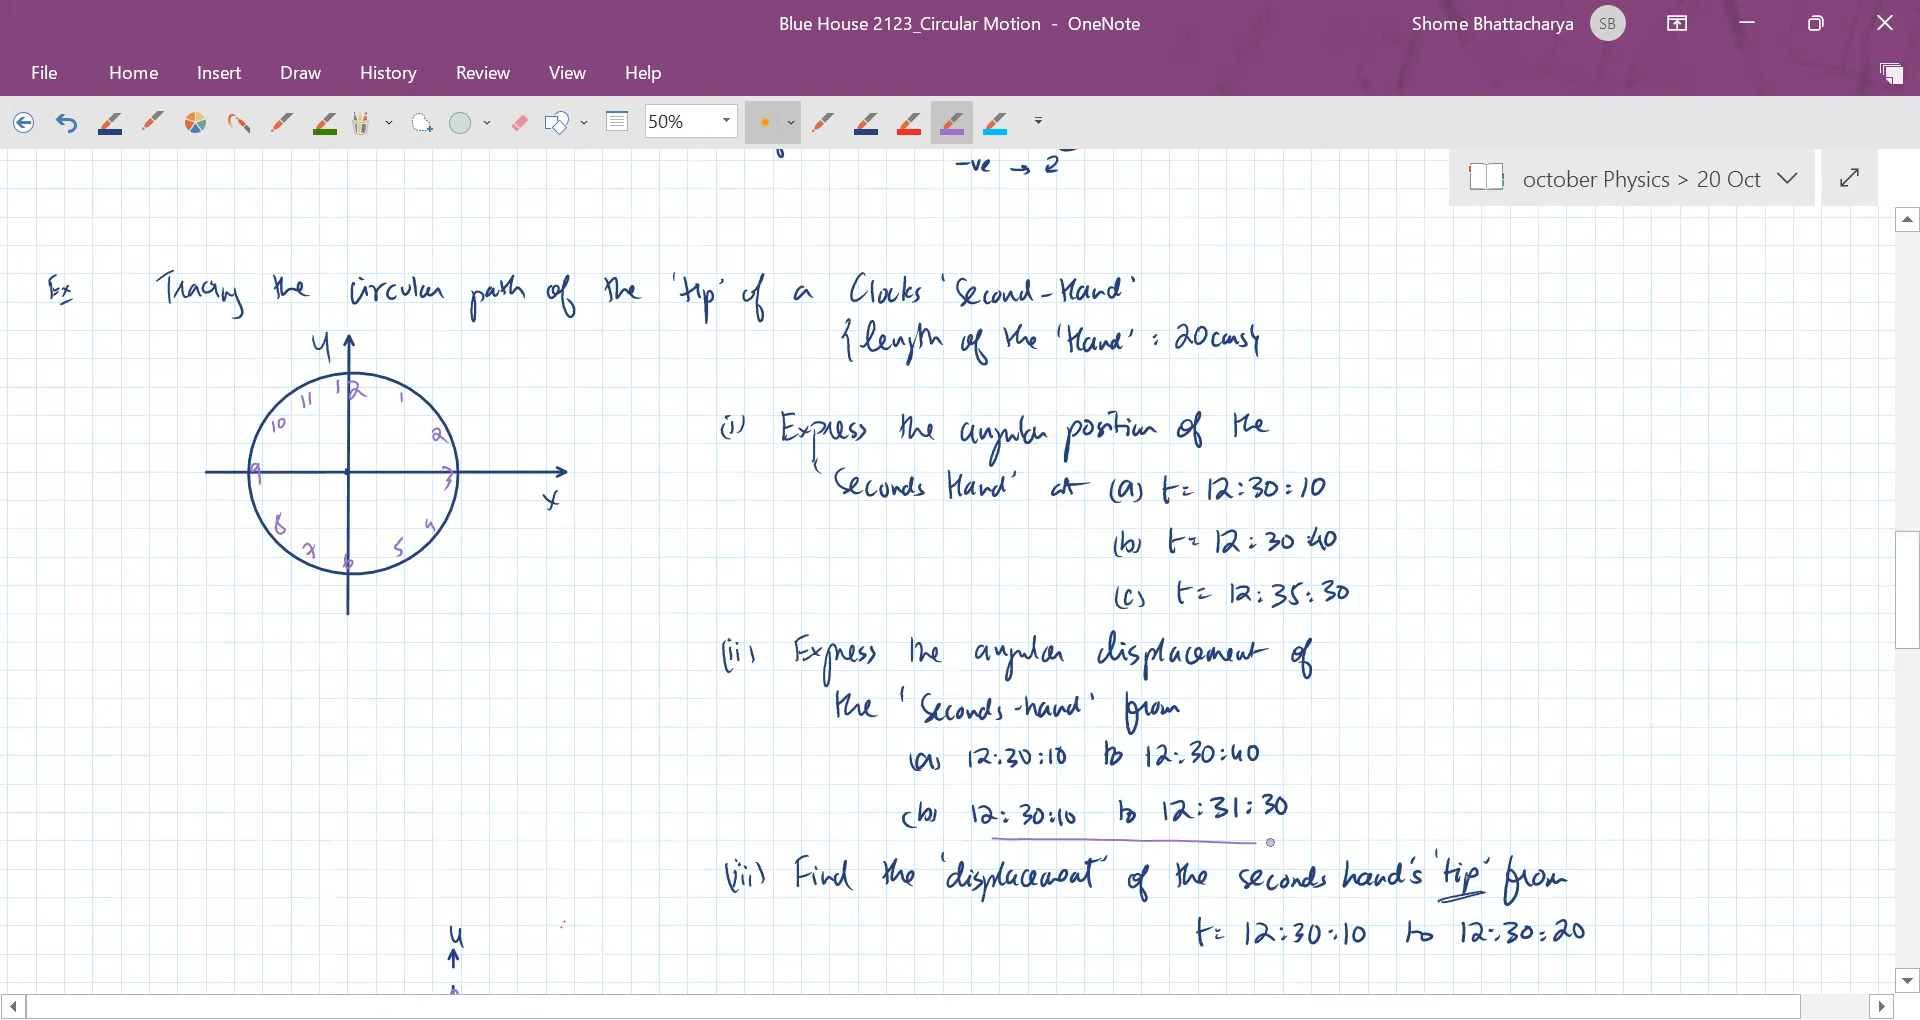 Blue House 2123_Circular Motion - OneNote
Shome Bhattacharya
SB
File Home Insert Draw History Review View Help
50%
-ve → 2
october Physics > 20 Oct
Ex Tracing the circular path of the 'tip' of a Clocks 'Second-Hand'
{length of the 'Hand' : 20cms}
y
12
11
1
10
2
9
3
x
8
4
7
5
6
(i) Express the angular position of the
'Seconds Hand' at (a) t= 12:30:10
(b) t= 12:30:40
(c) t= 12:35:30
(ii) Express the angular displacement of
the 'Seconds-hand' from
(a) 12:30:10 to 12:30:40
(b) 12:30:10 to 12:31:30
(iii) Find the 'displacement' of the seconds hand's 'tip' from
t= 12:30:10 to 12:30:20
y